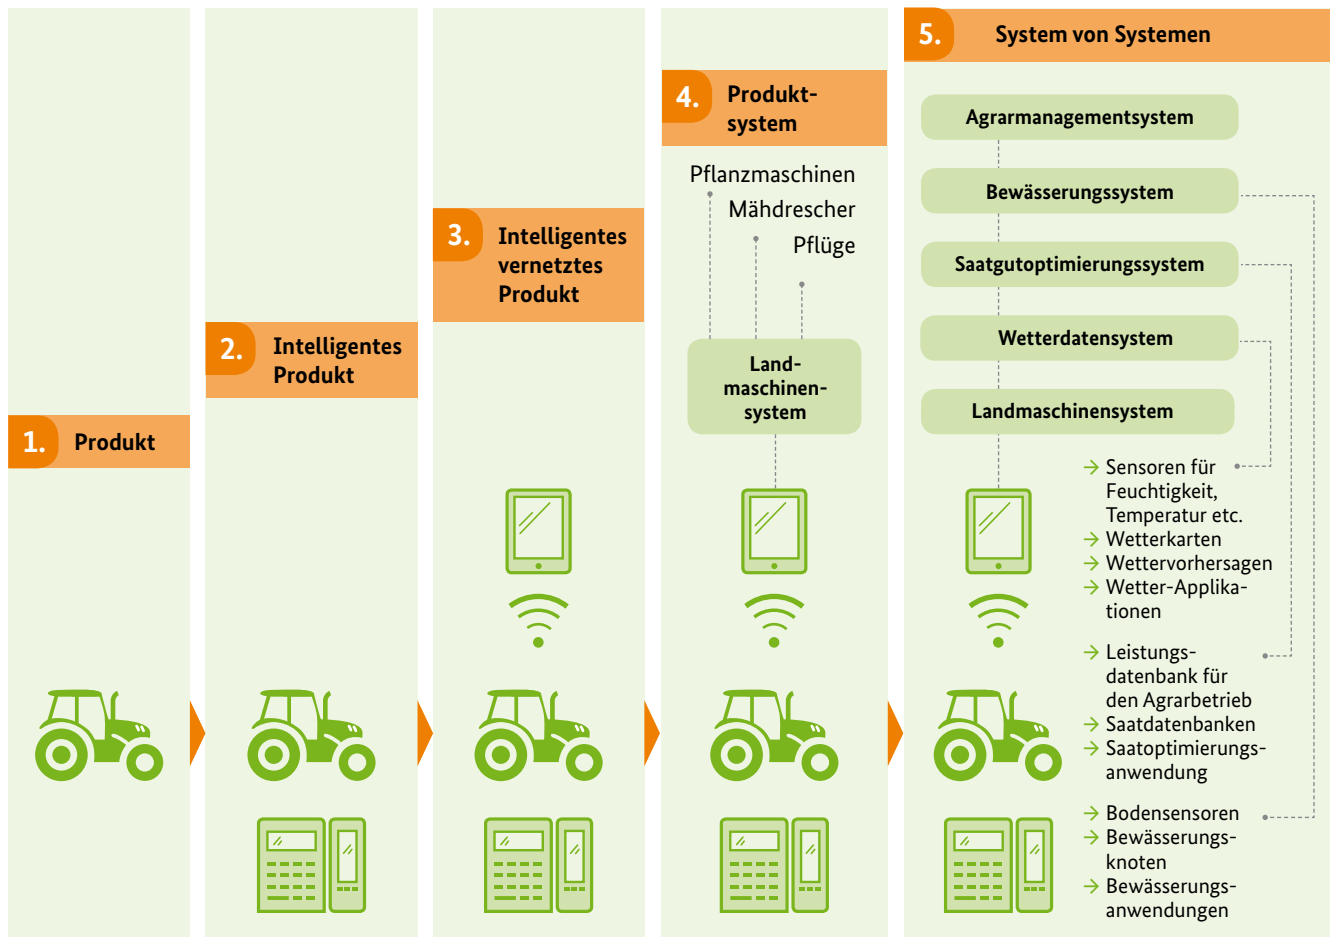 1. Produkt
2. Intelligentes
Produkt
3. Intelligentes
vernetztes
Produkt
4. Produkt-
system
Pflanzmaschinen
Mähdrescher
Pflüge
Land-
maschinen-
system
5. System von Systemen
Agrarmanagementsystem
Bewässerungssystem
Saatgutoptimierungssystem
Wetterdatensystem
Landmaschinensystem
→ Sensoren für
Feuchtigkeit,
Temperatur etc.
→ Wetterkarten
→ Wettervorhersagen
→ Wetter-Applika-
tionen
→ Leistungs-
datenbank für
den Agrarbetrieb
→ Saatdatenbanken
→ Saatoptimierungs-
anwendung
→ Bodensensoren
→ Bewässerungs-
knoten
→ Bewässerungs-
anwendungen